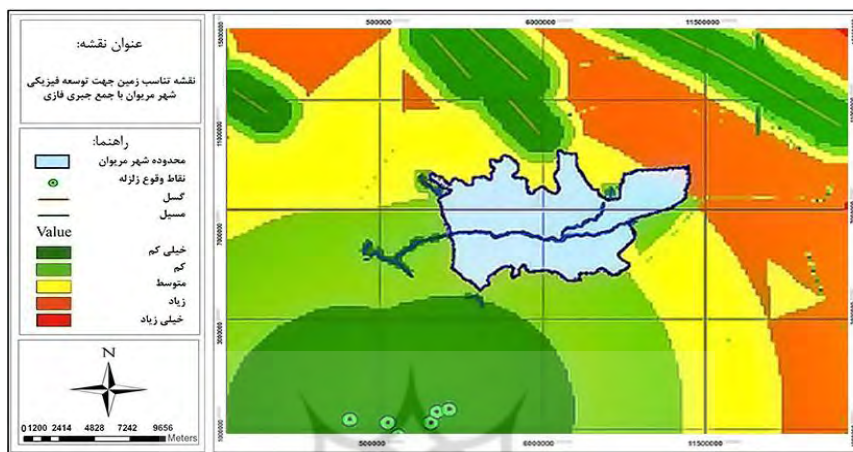 عنوان نقشه:
نقشه تناسب زمین جهت توسعه فیزیکی
شهر مریوان با جمع جبری فازی
راهنما:
محدوده شهر مریوان
نقاط وقوع زلزله
گسل
مسیل
Value
خیلی کم
کم
متوسط
زیاد
خیلی زیاد
N
0 1200 2414 4828 7242 9656
Meters
500000 6000000 11500000
500000 6000000 11500000